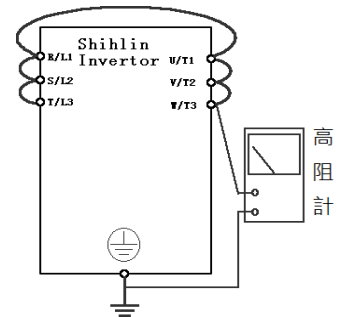 Shihlin
Invertor
R/L1
S/L2
T/L3
U/T1
V/T2
W/T3
高
阻
計